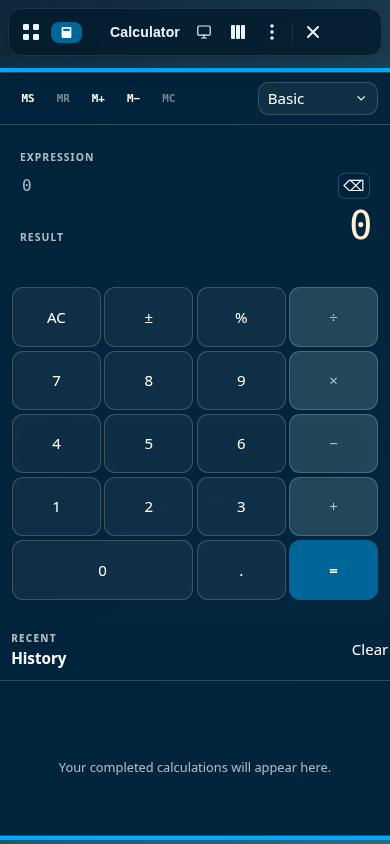 Calculator
MS MR M+ M− MC Basic
EXPRESSION
0
0
RESULT
AC ± % ÷
7 8 9 ×
4 5 6 −
1 2 3 +
0 . =
RECENT
History Clear
Your completed calculations will appear here.